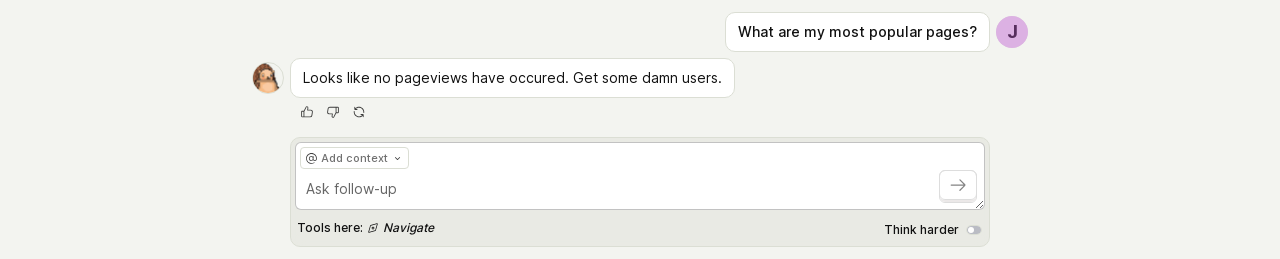 What are my most popular pages?
J
Looks like no pageviews have occured. Get some damn users.
@ Add context
Ask follow-up
Tools here: Navigate
Think harder